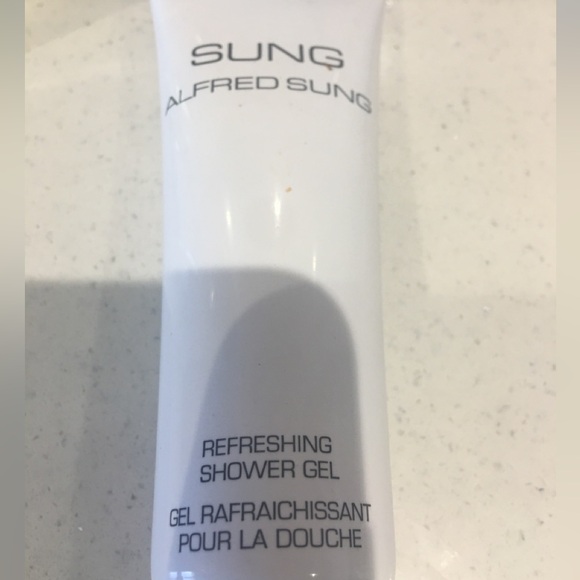 SUNG
ALFRED SUNG
REFRESHING
SHOWER GEL
GEL RAFRAICHISSANT
POUR LA DOUCHE